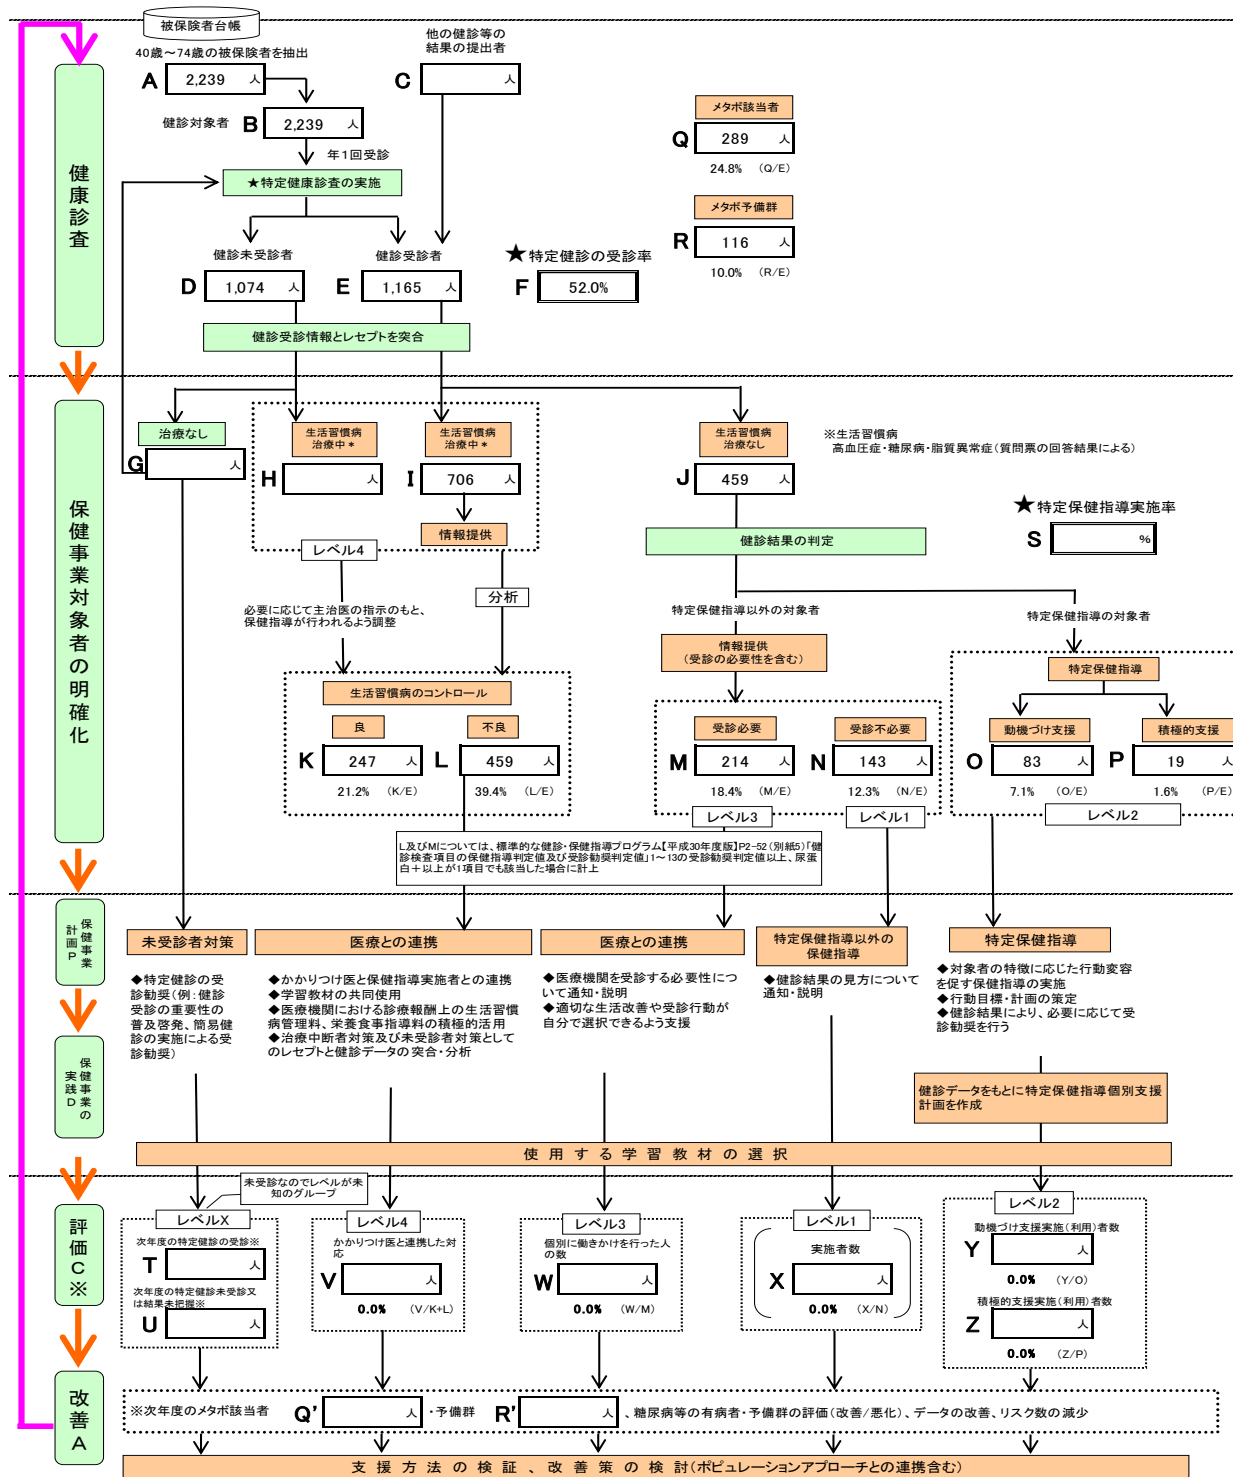 被保険者台帳
40歳～74歳の被保険者を抽出
他の健診等の
結果の提出者
A 2,239 人
C 人
健診対象者 B 2,239 人
年1回受診
★特定健康診査の実施
メタボ該当者
Q 289 人
24.8% (Q/E)
メタボ予備群
R 116 人
10.0% (R/E)
健康診査
健診未受診者
健診受診者
★特定健診の受診率
D 1,074 人
E 1,165 人
F 52.0%
健診受診情報とレセプトを突合
保健事業対象者の明確化
治療なし
G 人
生活習慣病
治療中＊
H 人
生活習慣病
治療中＊
I 706 人
情報提供
レベル4
生活習慣病
治療なし
J 459 人
※生活習慣病
高血圧症・糖尿病・脂質異常症(質問票の回答結果による)
★特定保健指導実施率
S %
健診結果の判定
分析
必要に応じて主治医の指示のもと、
保健指導が行われるよう調整
特定保健指導以外の対象者
特定保健指導の対象者
情報提供
(受診の必要性を含む)
生活習慣病のコントロール
良
K 247 人
21.2% (K/E)
不良
L 459 人
39.4% (L/E)
受診必要
M 214 人
18.4% (M/E)
受診不必要
N 143 人
12.3% (N/E)
特定保健指導
動機づけ支援
O 83 人
7.1% (O/E)
積極的支援
P 19 人
1.6% (P/E)
レベル3
レベル1
レベル2
L及びMについては、標準的な健診・保健指導プログラム【平成30年度版】P2-52(別紙5)「健
診検査項目の保健指導判定値及び受診勧奨判定値」1～13の受診勧奨判定値以上、尿蛋
白＋以上が1項目でも該当した場合に計上
保健事業
計画P
未受診者対策
◆特定健診の受
診勧奨(例:健診
受診の重要性の
普及啓発、簡易健
診の実施による受
診勧奨)
医療との連携
◆かかりつけ医と保健指導実施者との連携
◆学習教材の共同使用
◆医療機関における診療報酬上の生活習慣
病管理料、栄養食事指導料の積極的活用
◆治療中断者対策及び未受診者対策として
のレセプトと健診データの突合・分析
医療との連携
◆医療機関を受診する必要性につ
いて通知・説明
◆適切な生活改善や受診行動が
自分で選択できるよう支援
特定保健指導以外の
保健指導
◆健診結果の見方について
通知・説明
特定保健指導
◆対象者の特徴に応じた行動変容
を促す保健指導の実施
◆行動目標・計画の策定
◆健診結果により、必要に応じて受
診勧奨を行う
保健事業の
実践D
健診データをもとに特定保健指導個別支援
計画を作成
使用する学習教材の選択
評価C※
未受診なのでレベルが未
知のグループ
レベルX
次年度の特定健診の受診※
T 人
次年度の特定健診未受診又
は結果未把握※
U 人
レベル4
かかりつけ医と連携した対
応
V 人
0.0% (V/K+L)
レベル3
個別に働きかけを行った人
の数
W 人
0.0% (W/M)
レベル1
実施者数
X 人
0.0% (X/N)
レベル2
動機づけ支援実施(利用)者数
Y 人
0.0% (Y/O)
積極的支援実施(利用)者数
Z 人
0.0% (Z/P)
改善A
※次年度のメタボ該当者 Q' 人 ・予備群 R' 人 、糖尿病等の有病者・予備群の評価(改善/悪化)、データの改善、リスク数の減少
支援方法の検証、改善策の検討(ポピュレーションアプローチとの連携含む)